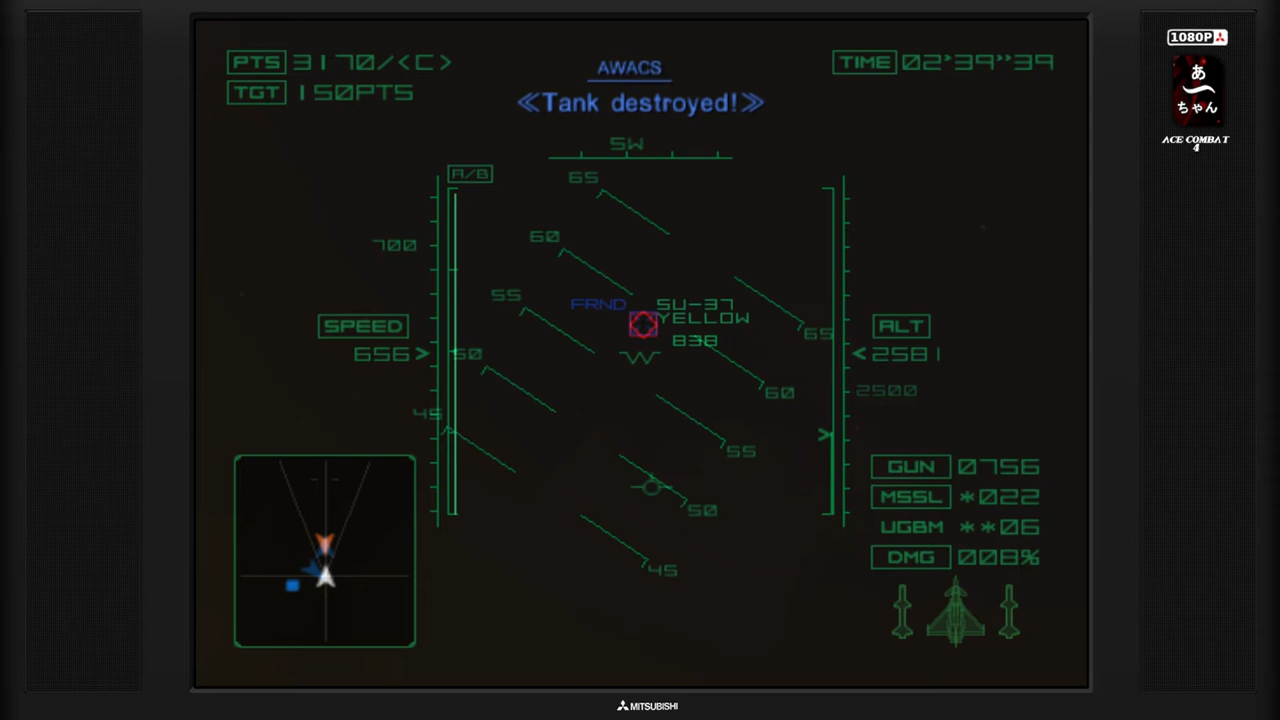 PTS 3170/<C>
TGT 150PTS
AWACS
≪Tank destroyed!≫
TIME 02'39"39
1080P
あーちゃん
ACE COMBAT
4
SW
A/B
65
60
55
50
45
65
60
55
50
45
700
SPEED
656>
FRND
SU-37
YELLOW
838
ALT
<2581
2500
GUN 0756
MSSL *022
UGBM **06
DMG 008%
MITSUBISHI